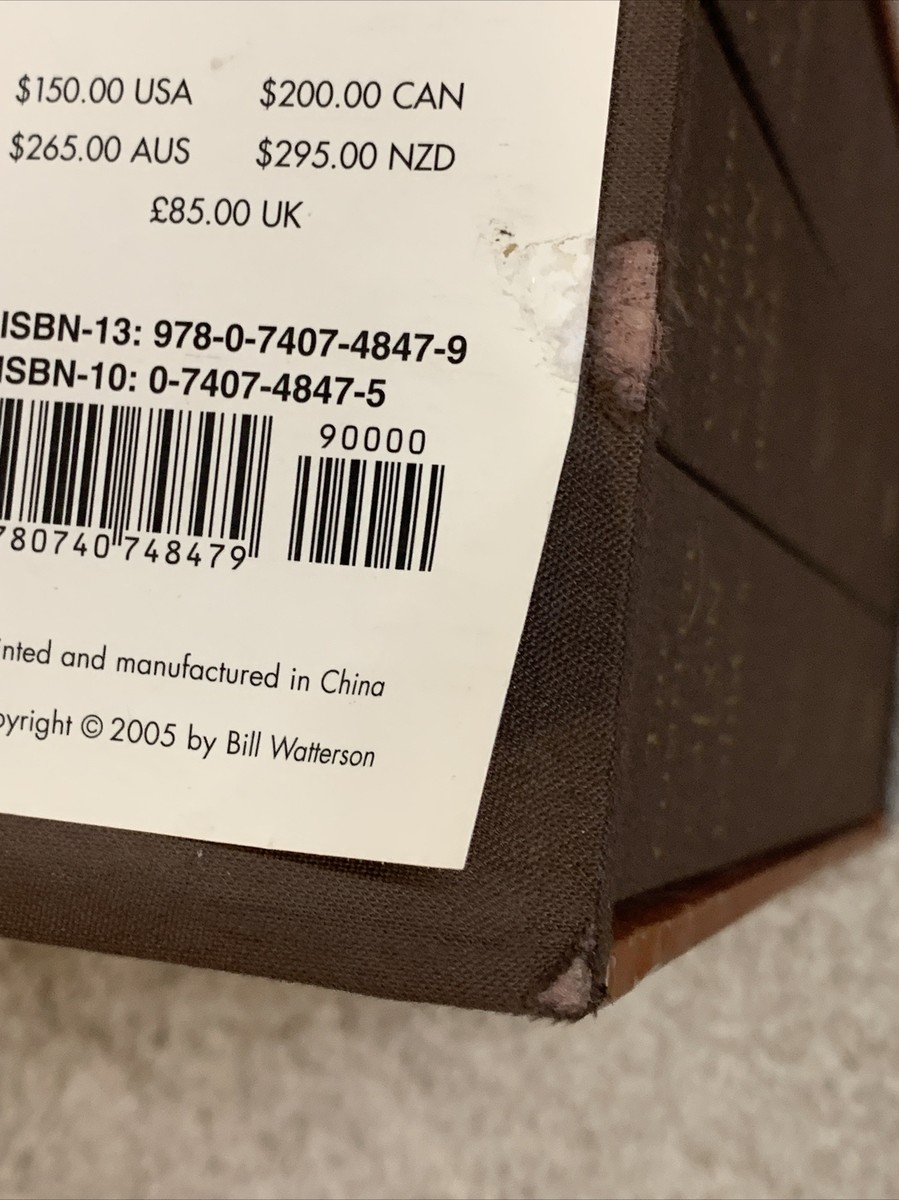 $150.00 USA $200.00 CAN
$265.00 AUS $295.00 NZD
£85.00 UK
ISBN-13: 978-0-7407-4847-9
ISBN-10: 0-7407-4847-5
90000
780740 748479
nted and manufactured in China
pyright © 2005 by Bill Watterson